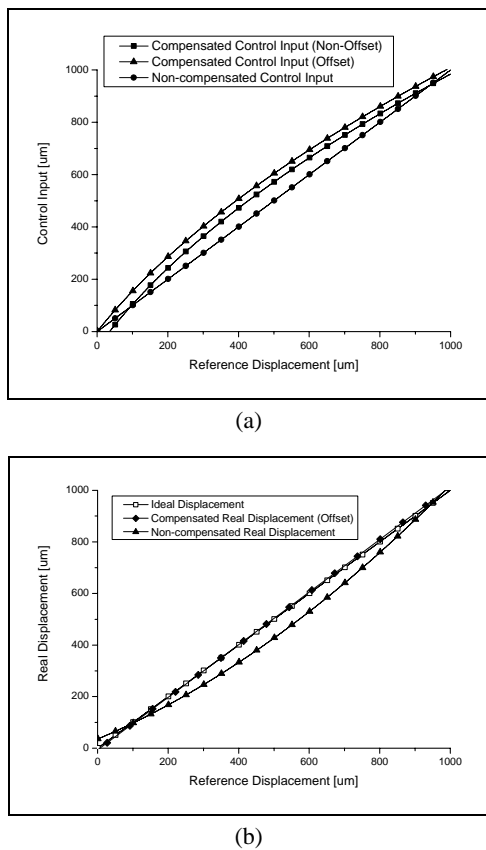 Compensated Control Input (Non-Offset)
Compensated Control Input (Offset)
Non-compensated Control Input
1000
800
600
400
200
0
Control Input [um]
0 200 400 600 800 1000
Reference Displacement [um]
(a)
Ideal Displacement
Compensated Real Displacement (Offset)
Non-compensated Real Displacement
1000
800
600
400
200
0
Real Displacement [um]
0 200 400 600 800 1000
Reference Displacement [um]
(b)